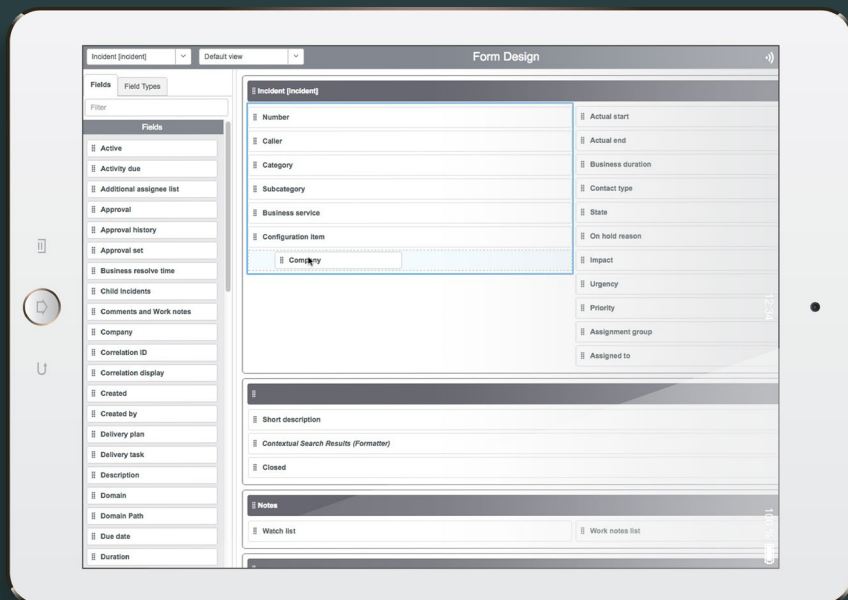 Incident [incident]
Default view
Form Design
Fields
Field Types
Filter
Fields
Active
Activity due
Additional assignee list
Approval
Approval history
Approval set
Business resolve time
Child incidents
Comments and Work notes
Company
Correlation ID
Correlation display
Created
Created by
Delivery plan
Delivery task
Description
Domain
Domain Path
Due date
Duration
Incident [incident]
Number
Caller
Category
Subcategory
Business service
Configuration item
Company
Actual start
Actual end
Business duration
Contact type
State
On hold reason
Impact
Urgency
Priority
Assignment group
Assigned to
Short description
Contextual Search Results (Formatter)
Closed
Notes
Watch list
Work notes list
12:34
100 %